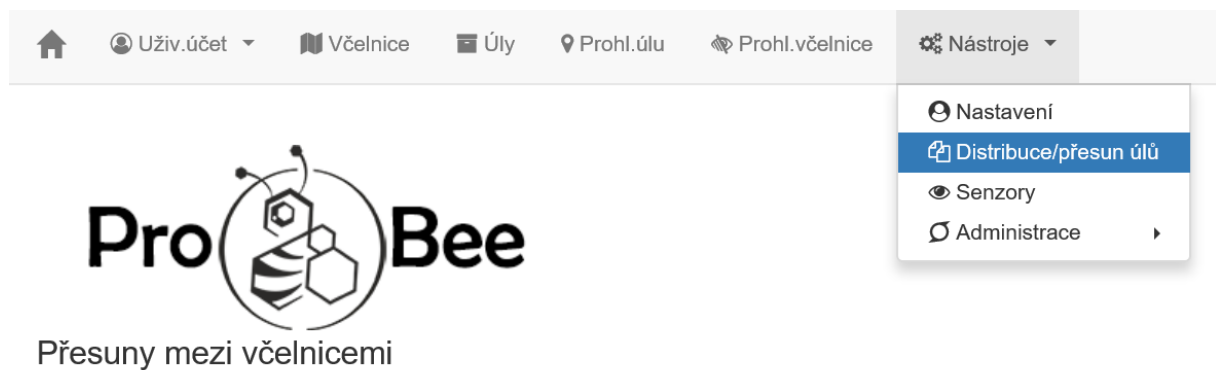 Uživ.účet Včelnice Úly Prohl.úlu Prohl.včelnice Nástroje
Nastavení
Distribuce/přesun úlů
Senzory
Administrace
Pro Bee
Přesuny mezi včelnicemi